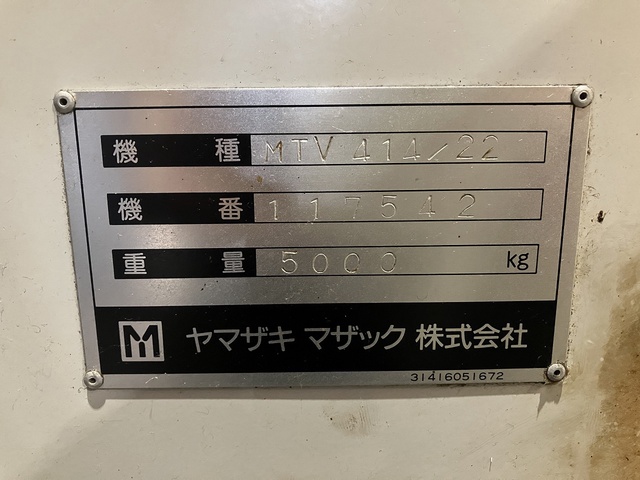 機種 MTV 414/22
機番 117542
重量 5000 kg
M ヤマザキ マザック 株式会社
31416051672